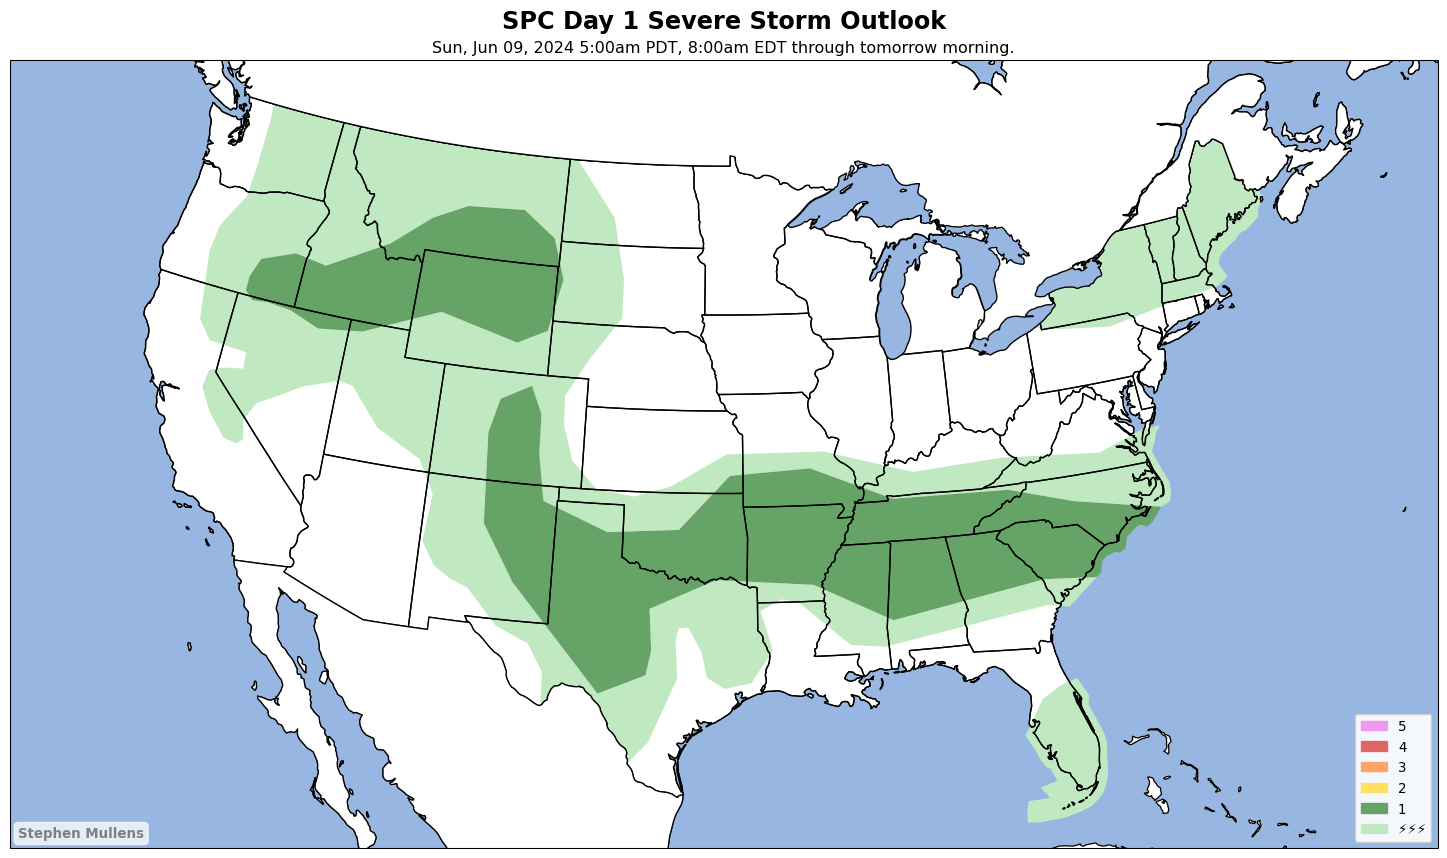 SPC Day 1 Severe Storm Outlook
Sun, Jun 09, 2024 5:00am PDT, 8:00am EDT through tomorrow morning.
5
4
3
2
1
⚡⚡⚡
Stephen Mullens